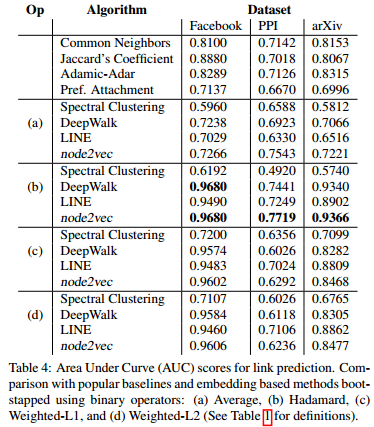 Op Algorithm Dataset
Facebook PPI arXiv
Common Neighbors 0.8100 0.7142 0.8153
Jaccard's Coefficient 0.8880 0.7018 0.8067
Adamic-Adar 0.8289 0.7126 0.8315
Pref. Attachment 0.7137 0.6670 0.6996
Spectral Clustering 0.5960 0.6588 0.5812
(a) DeepWalk 0.7238 0.6923 0.7066
LINE 0.7029 0.6330 0.6516
node2vec 0.7266 0.7543 0.7221
Spectral Clustering 0.6192 0.4920 0.5740
(b) DeepWalk 0.9680 0.7441 0.9340
LINE 0.9490 0.7249 0.8902
node2vec 0.9680 0.7719 0.9366
Spectral Clustering 0.7200 0.6356 0.7099
(c) DeepWalk 0.9574 0.6026 0.8282
LINE 0.9483 0.7024 0.8809
node2vec 0.9602 0.6292 0.8468
Spectral Clustering 0.7107 0.6026 0.6765
(d) DeepWalk 0.9584 0.6118 0.8305
LINE 0.9460 0.7106 0.8862
node2vec 0.9606 0.6236 0.8477
Table 4: Area Under Curve (AUC) scores for link prediction. Com-
parison with popular baselines and embedding based methods boot-
stapped using binary operators: (a) Average, (b) Hadamard, (c)
Weighted-L1, and (d) Weighted-L2 (See Table 1 for definitions).